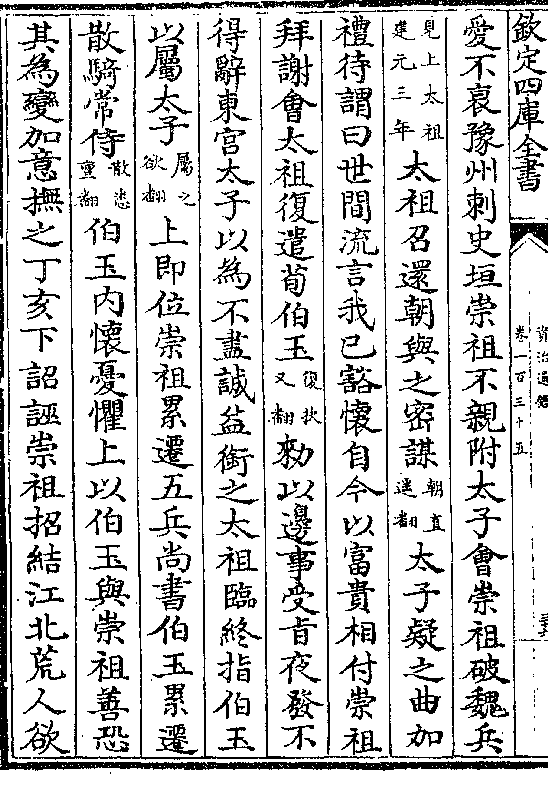 欽定四庫全書
資治通鑑
卷一百三十五
愛不衰豫州刺史垣崇祖不親附太子會崇祖破魏兵
見上太祖建元三年太祖召還朝與之密謀朝直遙翻太子疑之曲加
禮待謂曰世間流言我已豁懷自今以富貴相付崇祖
拜謝會太祖復遣荀伯玉復扶又翻敕以邊事受旨夜發不
得辭東宮太子以為不盡誠益銜之太祖臨終指伯玉
以屬太子屬之欲翻上即位崇祖累遷五兵尚書伯玉累遷
散騎常侍散悉亶翻伯玉內懷憂懼上以伯玉與崇祖善恐
其為變加意撫之丁亥下詔誣崇祖招結江北荒人欲